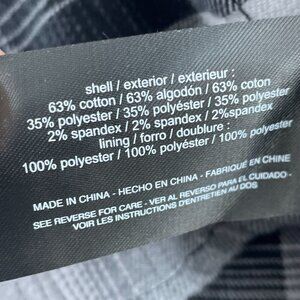 shell / exterior / exterieur :
63% cotton / 63% algodón / 63% coton
35% polyester / 35% poliéster / 35% polyester
2% spandex / 2% spandex / 2%spandex
lining / forro / doublure :
100% polyester / 100% poliéster / 100% polyester
MADE IN CHINA - HECHO EN CHINA - FABRIQUÉ EN CHINE
SEE REVERSE FOR CARE - VER AL REVERSO PARA EL CUIDADO
VOIR LES INSTRUCTIONS D'ENTRETIEN AU DOS